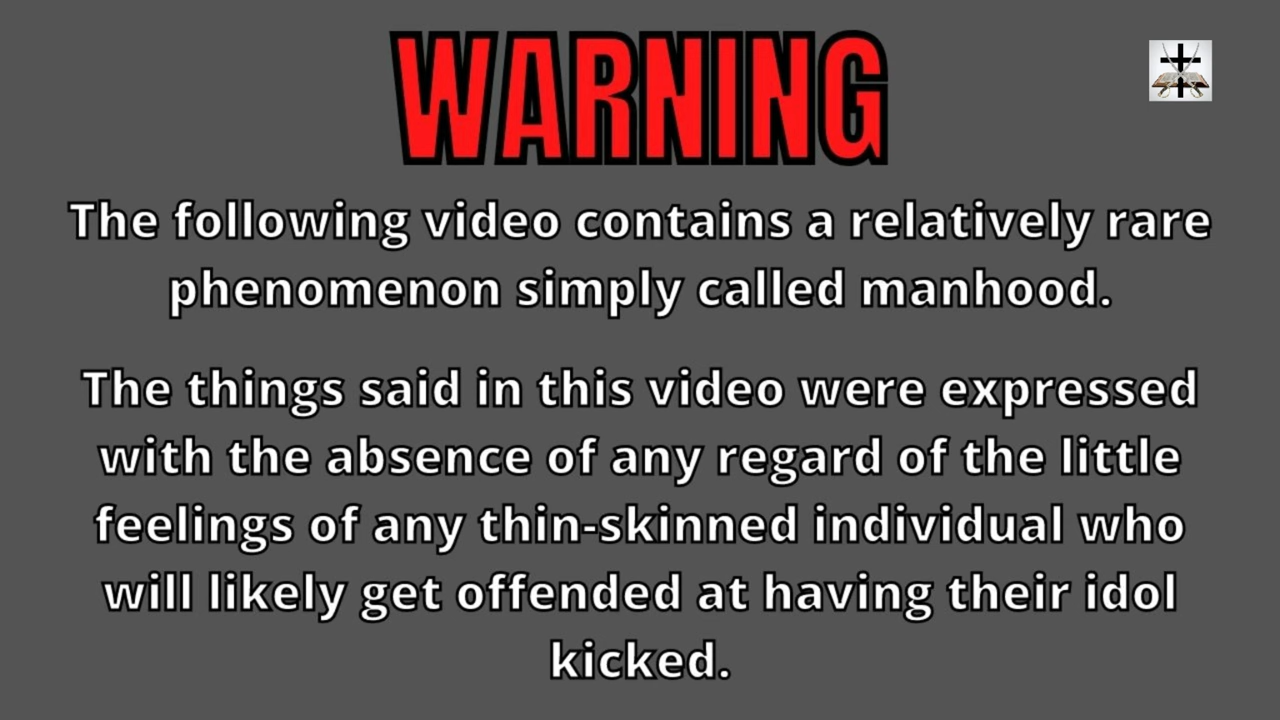 WARNING
The following video contains a relatively rare
phenomenon simply called manhood.
The things said in this video were expressed
with the absence of any regard of the little
feelings of any thin-skinned individual who
will likely get offended at having their idol
kicked.